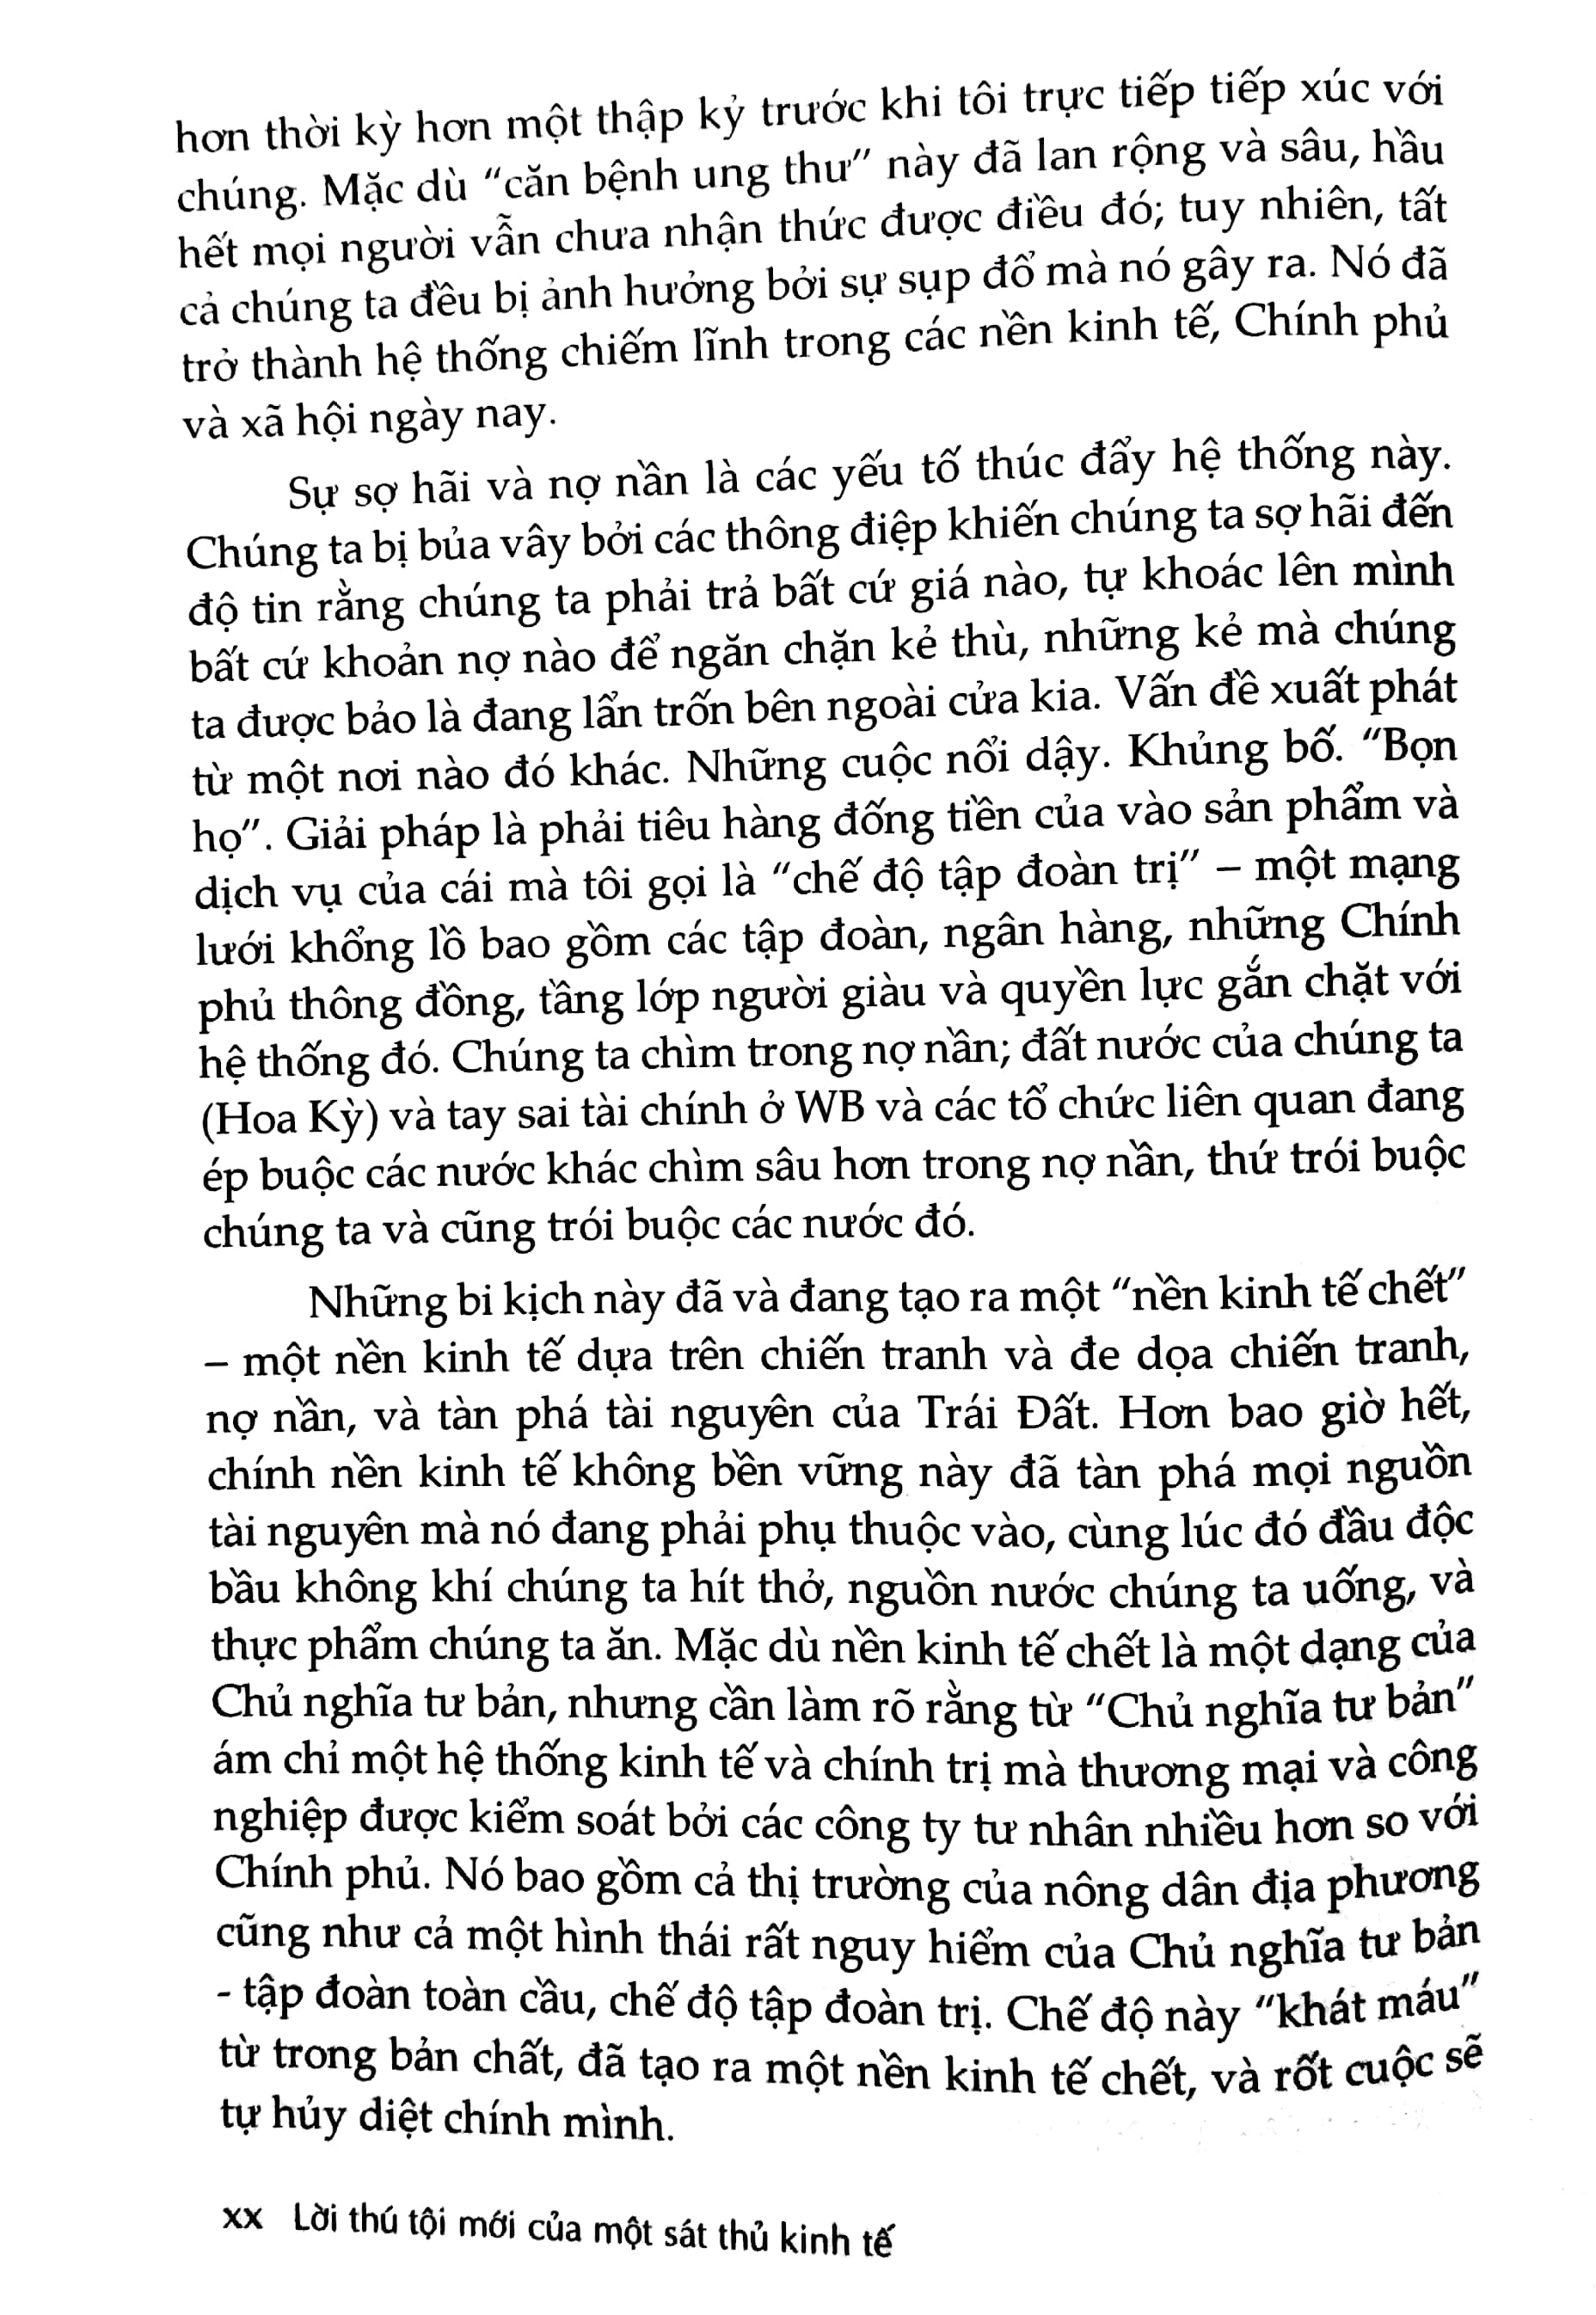 hơn thời kỳ hơn một thập kỷ trước khi tôi trực tiếp tiếp xúc với
chúng. Mặc dù “căn bệnh ung thư” này đã lan rộng và sâu, hầu
hết mọi người vẫn chưa nhận thức được điều đó; tuy nhiên, tất
cả chúng ta đều bị ảnh hưởng bởi sự sụp đổ mà nó gây ra. Nó đã
trở thành hệ thống chiếm lĩnh trong các nền kinh tế, Chính phủ
và xã hội ngày nay.
Sự sợ hãi và nợ nần là các yếu tố thúc đẩy hệ thống này.
Chúng ta bị bủa vây bởi các thông điệp khiến chúng ta sợ hãi đến
độ tin rằng chúng ta phải trả bất cứ giá nào, tự khoác lên mình
bất cứ khoản nợ nào để ngăn chặn kẻ thù, những kẻ mà chúng
ta được bảo là đang lẩn trốn bên ngoài cửa kia. Vấn đề xuất phát
từ một nơi nào đó khác. Những cuộc nổi dậy. Khủng bố. “Bọn
họ”. Giải pháp là phải tiêu hàng đống tiền của vào sản phẩm và
dịch vụ của cái mà tôi gọi là “chế độ tập đoàn trị” – một mạng
lưới khổng lồ bao gồm các tập đoàn, ngân hàng, những Chính
phủ thông đồng, tầng lớp người giàu và quyền lực gắn chặt với
hệ thống đó. Chúng ta chìm trong nợ nần; đất nước của chúng ta
(Hoa Kỳ) và tay sai tài chính ở WB và các tổ chức liên quan đang
ép buộc các nước khác chìm sâu hơn trong nợ nần, thứ trói buộc
chúng ta và cũng trói buộc các nước đó.
Những bi kịch này đã và đang tạo ra một “nền kinh tế chết”
– một nền kinh tế dựa trên chiến tranh và đe dọa chiến tranh,
nợ nần, và tàn phá tài nguyên của Trái Đất. Hơn bao giờ hết,
chính nền kinh tế không bền vững này đã tàn phá mọi nguồn
tài nguyên mà nó đang phải phụ thuộc vào, cùng lúc đó đầu độc
bầu không khí chúng ta hít thở, nguồn nước chúng ta uống, và
thực phẩm chúng ta ăn. Mặc dù nền kinh tế chết là một dạng của
Chủ nghĩa tư bản, nhưng cần làm rõ rằng từ “Chủ nghĩa tư bản”
ám chỉ một hệ thống kinh tế và chính trị mà thương mại và công
nghiệp được kiểm soát bởi các công ty tư nhân nhiều hơn so với
Chính phủ. Nó bao gồm cả thị trường của nông dân địa phương
cũng như cả một hình thái rất nguy hiểm của Chủ nghĩa tư bản
- tập đoàn toàn cầu, chế độ tập đoàn trị. Chế độ này “khát máu”
từ trong bản chất, đã tạo ra một nền kinh tế chết, và rốt cuộc sẽ
tự hủy diệt chính mình.
xx Lời thú tội mới của một sát thủ kinh tế